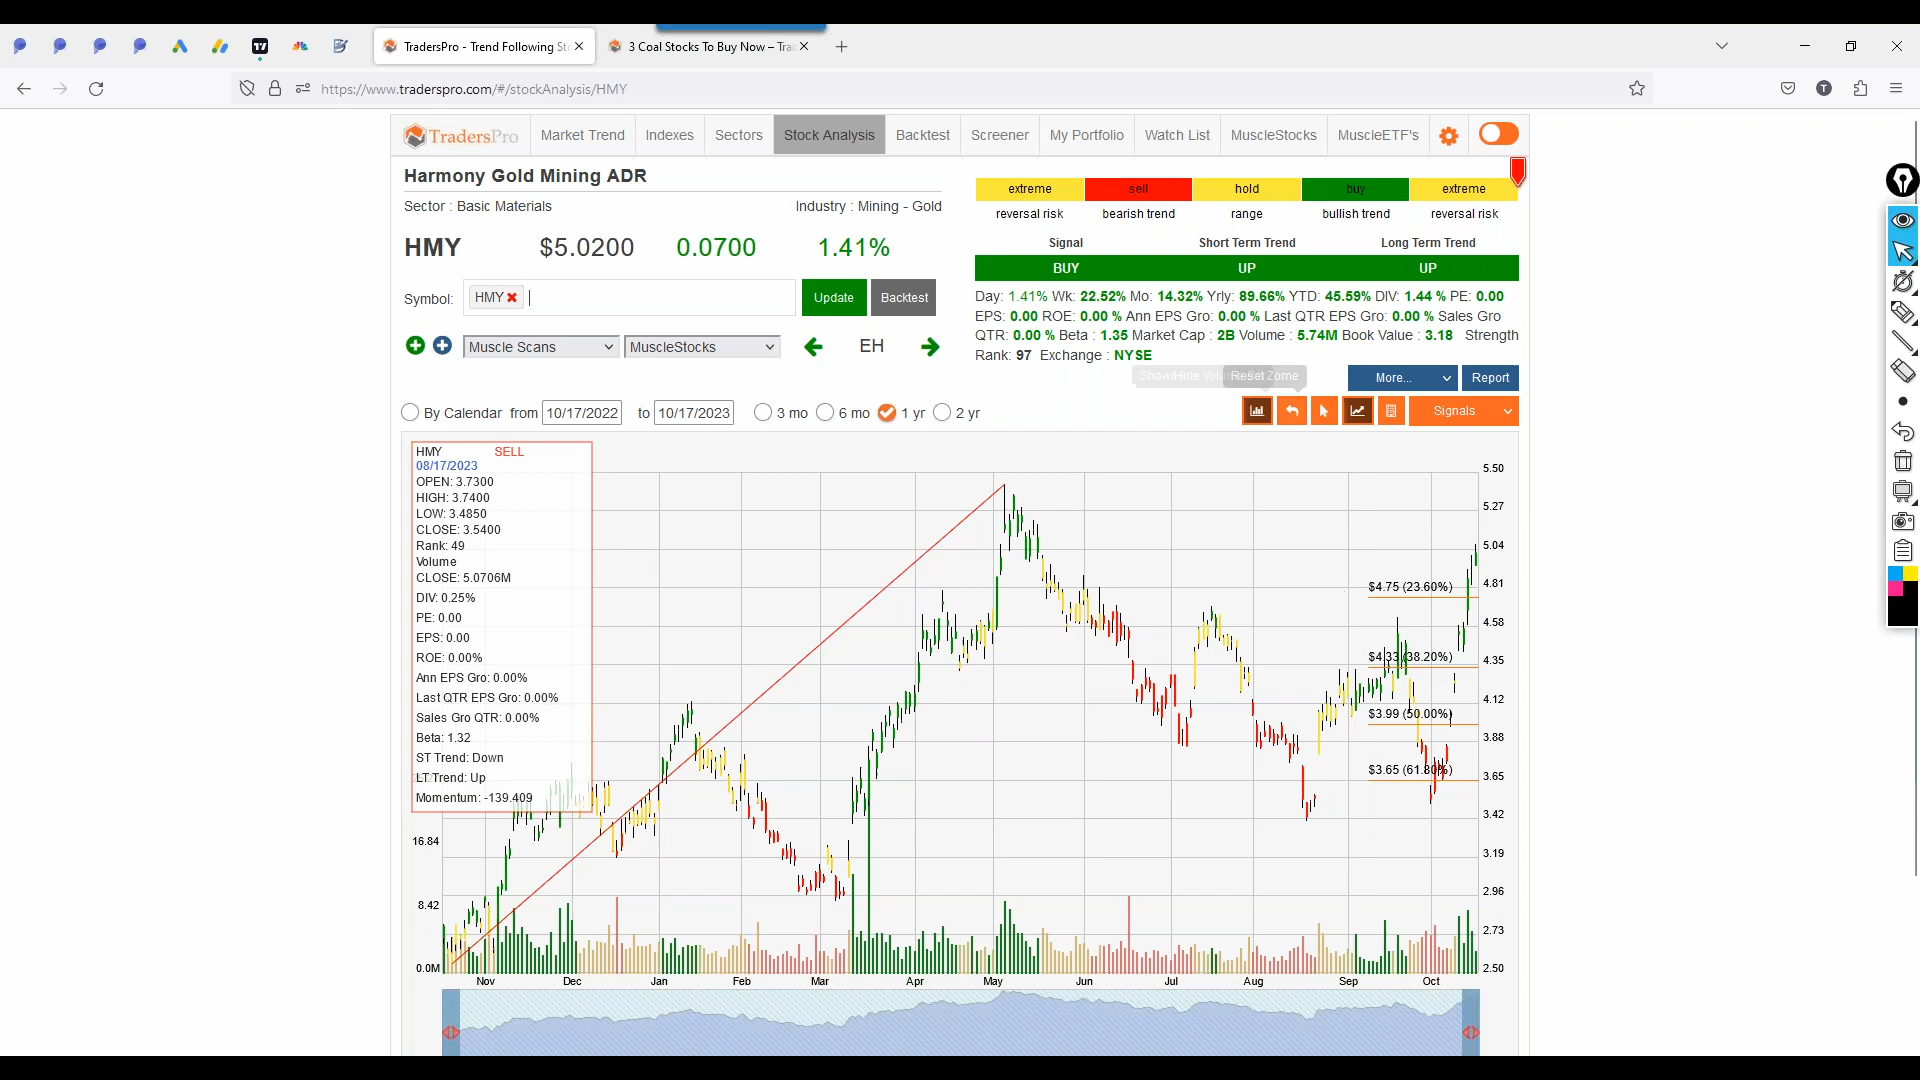 TradersPro - Trend Following Sto
3 Coal Stocks To Buy Now – Trad
https://www.traderspro.com/#/stockAnalysis/HMY
T
TradersPro
Market Trend
Indexes
Sectors
Stock Analysis
Backtest
Screener
My Portfolio
Watch List
MuscleStocks
MuscleETF's
Harmony Gold Mining ADR
Sector : Basic Materials
Industry : Mining - Gold
HMY $5.0200 0.0700 1.41%
Symbol: HMY
Update
Backtest
Muscle Scans
MuscleStocks
EH
extreme sell hold buy extreme
reversal risk bearish trend range bullish trend reversal risk
Signal Short Term Trend Long Term Trend
BUY UP UP
Day: 1.41% Wk: 22.52% Mo: 14.32% Yrly: 89.66% YTD: 45.59% DIV: 1.44 % PE: 0.00
EPS: 0.00 ROE: 0.00 % Ann EPS Gro: 0.00 % Last QTR EPS Gro: 0.00 % Sales Gro
QTR: 0.00 % Beta : 1.35 Market Cap : 2B Volume : 5.74M Book Value : 3.18 Strength
Rank: 97 Exchange : NYSE
Show/Hide
Reset Zome
More...
Report
By Calendar from 10/17/2022 to 10/17/2023 3 mo 6 mo 1 yr 2 yr
Signals
HMY SELL
08/17/2023
OPEN: 3.7300
HIGH: 3.7400
LOW: 3.4850
CLOSE: 3.5400
Rank: 49
Volume
CLOSE: 5.0706M
DIV: 0.25%
PE: 0.00
EPS: 0.00
ROE: 0.00%
Ann EPS Gro: 0.00%
Last QTR EPS Gro: 0.00%
Sales Gro QTR: 0.00%
Beta: 1.32
ST Trend: Down
LT Trend: Up
Momentum: -139.409
16.84
8.42
0.0M
$4.75 (23.60%)
$4.33 (38.20%)
$3.99 (50.00%)
$3.65 (61.80%)
5.50
5.27
5.04
4.81
4.58
4.35
4.12
3.88
3.65
3.42
3.19
2.96
2.73
2.50
Nov Dec Jan Feb Mar Apr May Jun Jul Aug Sep Oct